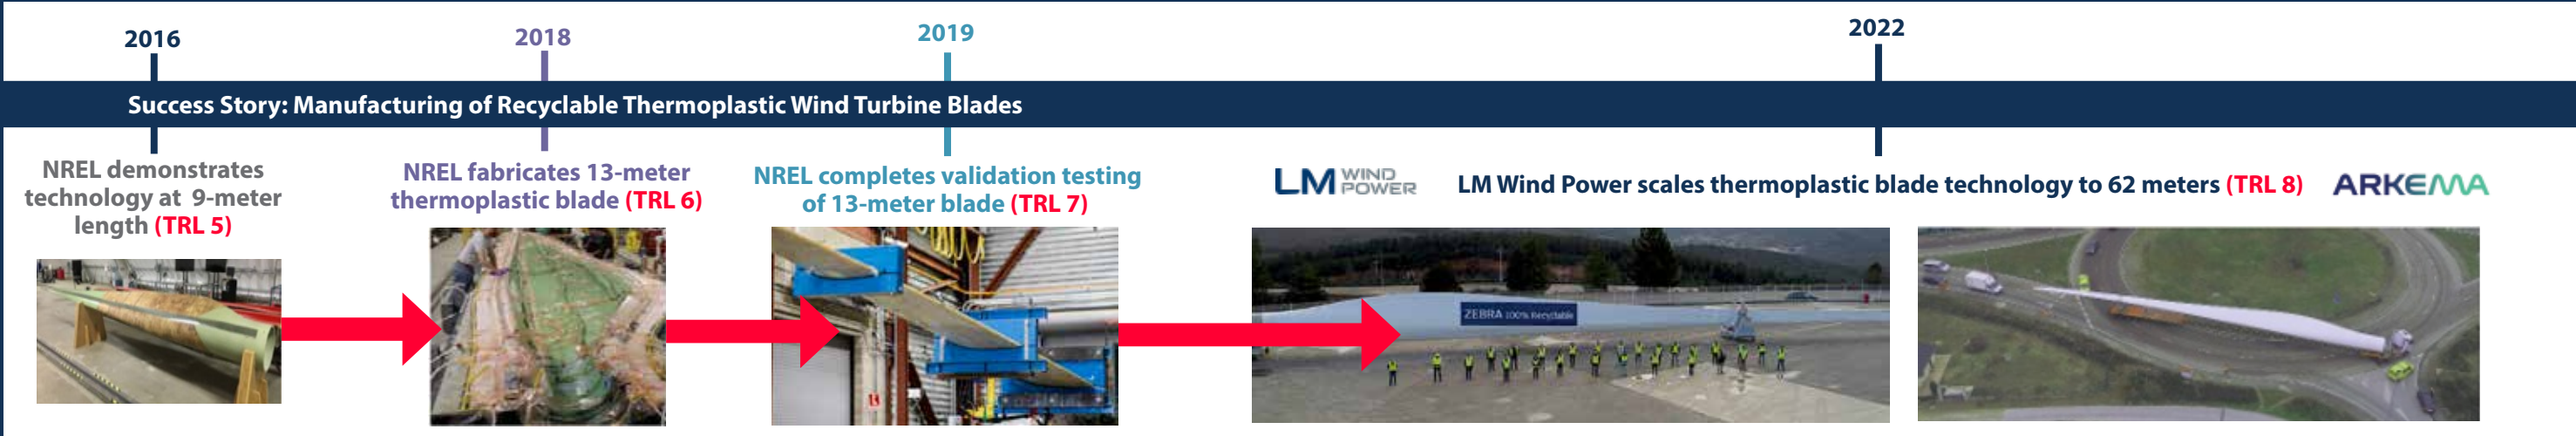 2016
2018
2019
2022
Success Story: Manufacturing of Recyclable Thermoplastic Wind Turbine Blades
NREL demonstrates
technology at 9-meter
length (TRL 5)
NREL fabricates 13-meter
thermoplastic blade (TRL 6)
NREL completes validation testing
of 13-meter blade (TRL 7)
LM WIND
POWER
LM Wind Power scales thermoplastic blade technology to 62 meters (TRL 8)
ARKEMA
ZEBRA 100% Recyclable